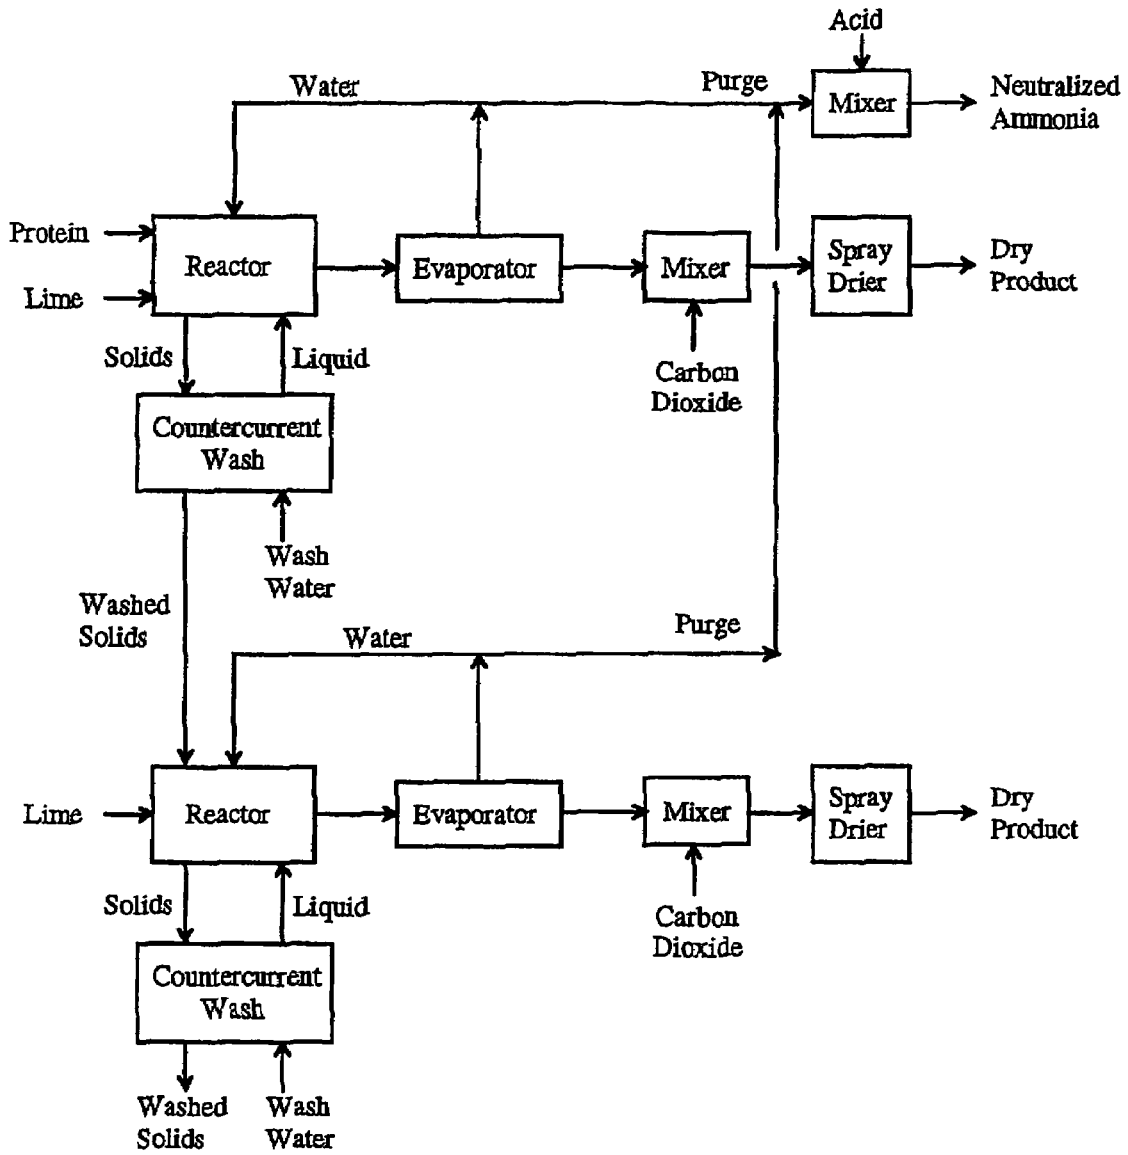 Acid
Water
Purge
Mixer
Neutralized
Ammonia
Protein
Lime
Reactor
Evaporator
Mixer
Spray
Drier
Dry
Product
Solids
Liquid
Carbon
Dioxide
Countercurrent
Wash
Wash
Water
Washed
Solids
Water
Purge
Lime
Reactor
Evaporator
Mixer
Spray
Drier
Dry
Product
Solids
Liquid
Carbon
Dioxide
Countercurrent
Wash
Washed
Solids
Wash
Water